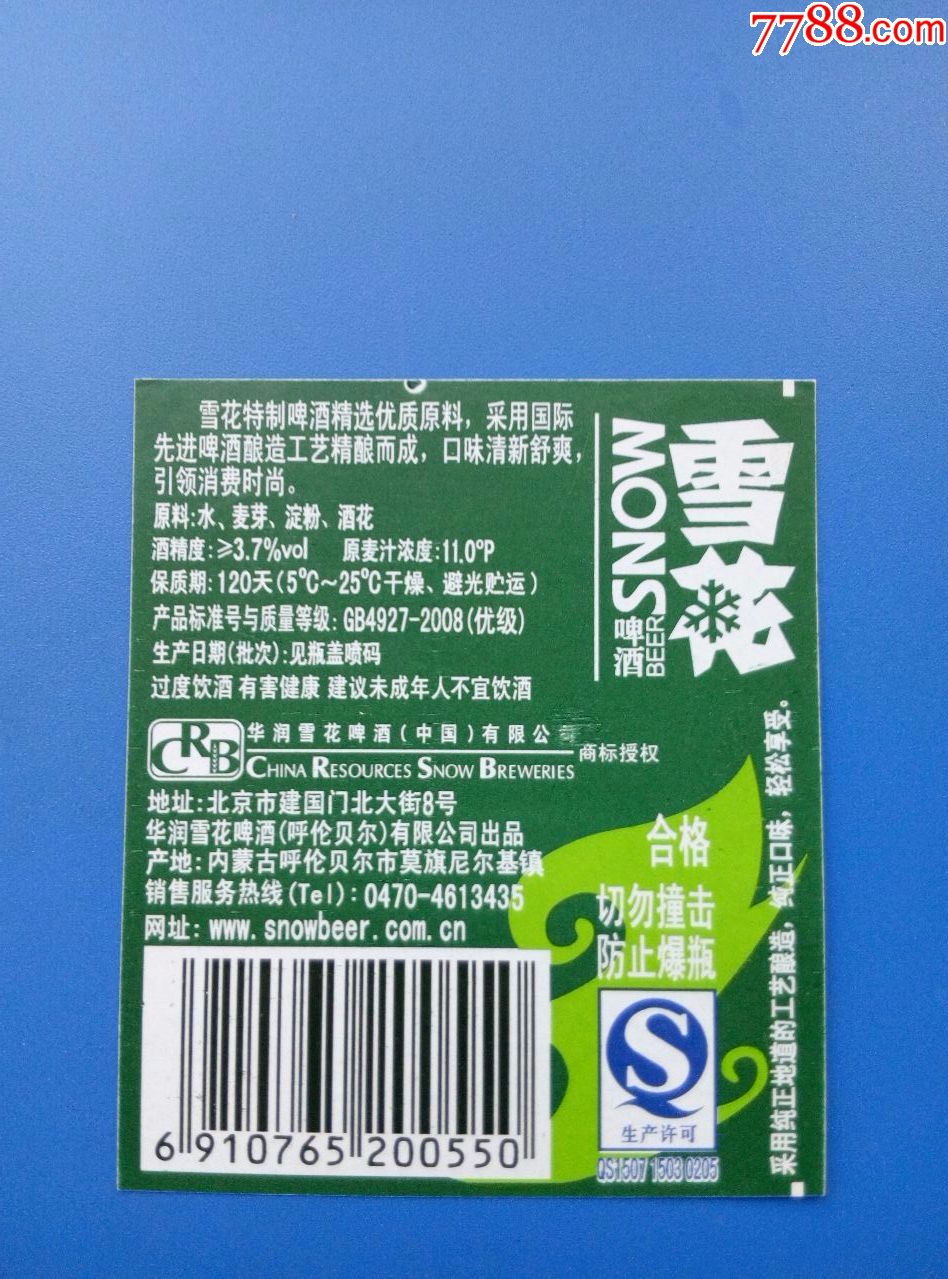 7788.com
雪花特制啤酒精选优质原料，采用国际
先进啤酒酿造工艺精酿而成，口味清新舒爽，
引领消费时尚。
原料:水、麦芽、淀粉、酒花
酒精度:≥3.7%vol 原麦汁浓度:11.0°P
保质期:120天(5℃～25℃干燥、避光贮运)
产品标准号与质量等级:GB4927-2008(优级)
生产日期(批次):见瓶盖喷码
过度饮酒 有害健康 建议未成年人不宜饮酒
CRB
华润雪花啤酒(中国)有限公
CHINA RESOURCES SNOW BREWERIES
商标授权
地址:北京市建国门北大街8号
华润雪花啤酒(呼伦贝尔)有限公司出品
产地:内蒙古呼伦贝尔市莫旗尼尔基镇
销售服务热线(Tel):0470-4613435
网址: www.snowbeer.com.cn
6 910765 200550
雪花
SNOW
啤酒
BEER
合格
切勿撞击
防止爆瓶
生产许可
QS1507 1503 0205
采用纯正地道的工艺酿造，纯正口味，轻松享受。